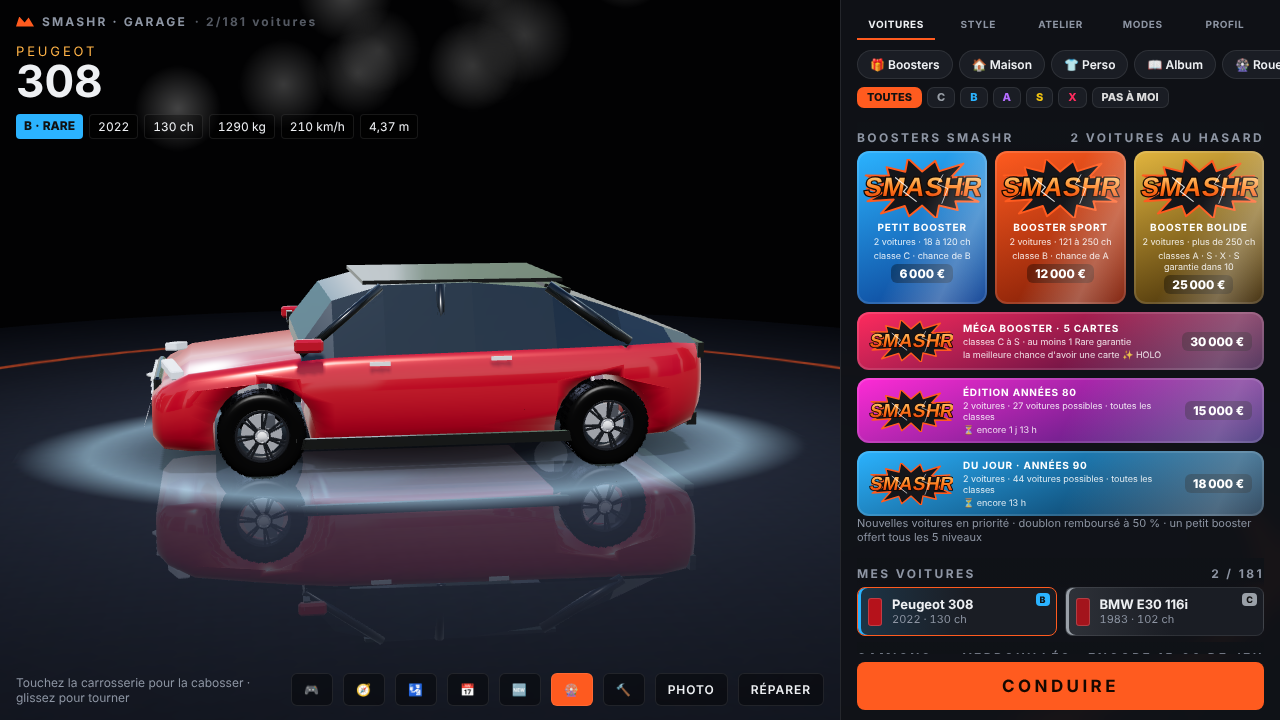 SMASHR · GARAGE · 2/181 voitures
PEUGEOT
308
B · RARE
2022
130 ch
1290 kg
210 km/h
4,37 m
Touchez la carrosserie pour la cabosser ·
glissez pour tourner
PHOTO
RÉPARER
VOITURES
STYLE
ATELIER
MODES
PROFIL
Boosters
Maison
Perso
Album
Roue
TOUTES
C
B
A
S
X
PAS À MOI
BOOSTERS SMASHR
2 VOITURES AU HASARD
SMASHR
PETIT BOOSTER
2 voitures · 18 à 120 ch
classe C · chance de B
6 000 €
SMASHR
BOOSTER SPORT
2 voitures · 121 à 250 ch
classe B · chance de A
12 000 €
SMASHR
BOOSTER BOLIDE
2 voitures · plus de 250 ch
classes A · S · X · S
garantie dans 10
25 000 €
SMASHR
MÉGA BOOSTER · 5 CARTES
classes C à S · au moins 1 Rare garantie
la meilleure chance d'avoir une carte ✨ HOLO
30 000 €
SMASHR
ÉDITION ANNÉES 80
2 voitures · 27 voitures possibles · toutes les
classes
⏳ encore 1 j 13 h
15 000 €
SMASHR
DU JOUR · ANNÉES 90
2 voitures · 44 voitures possibles · toutes les
classes
⏳ encore 13 h
18 000 €
Nouvelles voitures en priorité · doublon remboursé à 50 % · un petit booster
offert tous les 5 niveaux
MES VOITURES
2 / 181
Peugeot 308
B
2022 · 130 ch
BMW E30 116i
C
1983 · 102 ch
CONDUIRE